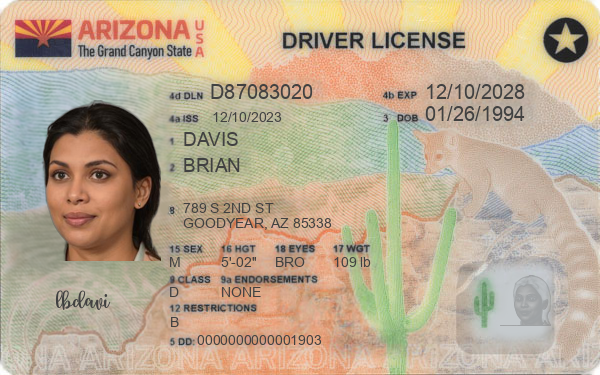 ARIZONA USA
The Grand Canyon State
DRIVER LICENSE
4d DLN D87083020
4b EXP 12/10/2028
4a ISS 12/10/2023
3 DOB 01/26/1994
1 DAVIS
2 BRIAN
8 789 S 2ND ST
GOODYEAR, AZ 85338
15 SEX 16 HGT 18 EYES 17 WGT
M 5'-02" BRO 109 lb
9 CLASS 9a ENDORSEMENTS
D NONE
12 RESTRICTIONS
B
5 DD: 0000000000001903
lbdavi
ONA ARIZONA ARIZONA ARIZONA ARIZONA ARIZ